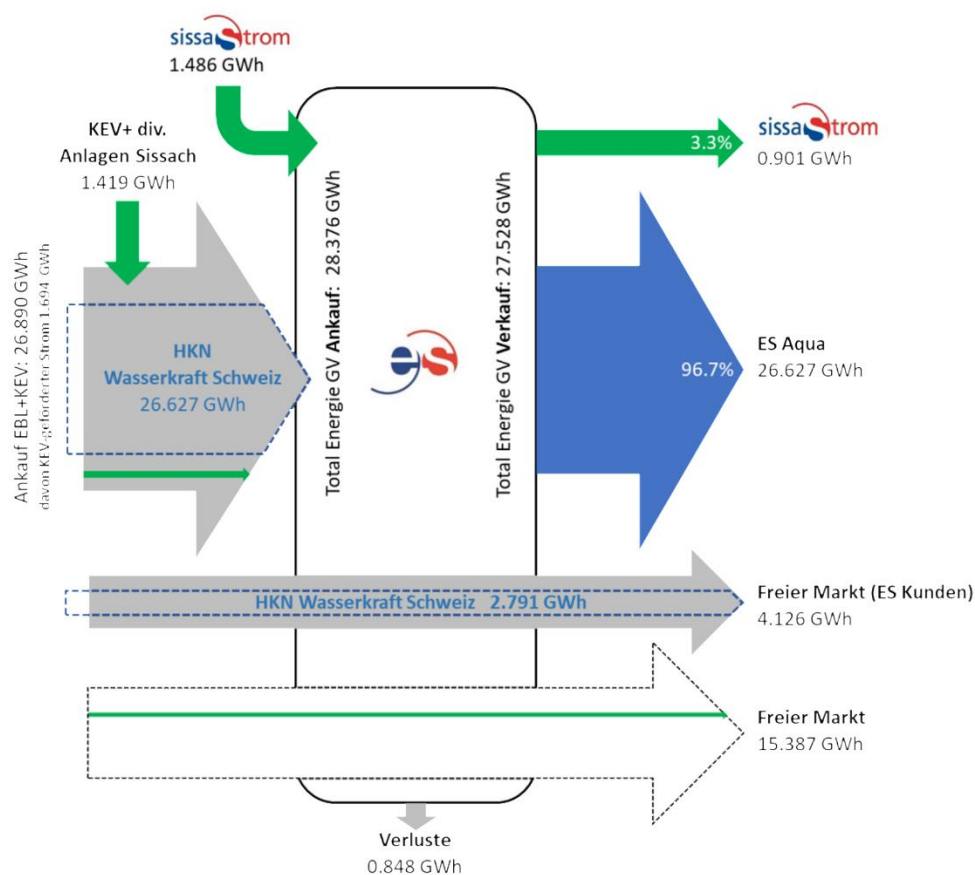 sissaStrom
1.486 GWh
KEV+ div.
Anlagen Sissach
1.419 GWh
sissaStrom
3.3%
0.901 GWh
Ankauf EBL+KEV: 26.890 GWh
davon KEV-geförderter Strom 1.694 GWh
HKN
Wasserkraft Schweiz
26.627 GWh
Total Energie GV Ankauf: 28.376 GWh
es
Total Energie GV Verkauf: 27.528 GWh
96.7%
ES Aqua
26.627 GWh
HKN Wasserkraft Schweiz 2.791 GWh
Freier Markt (ES Kunden)
4.126 GWh
Freier Markt
15.387 GWh
Verluste
0.848 GWh